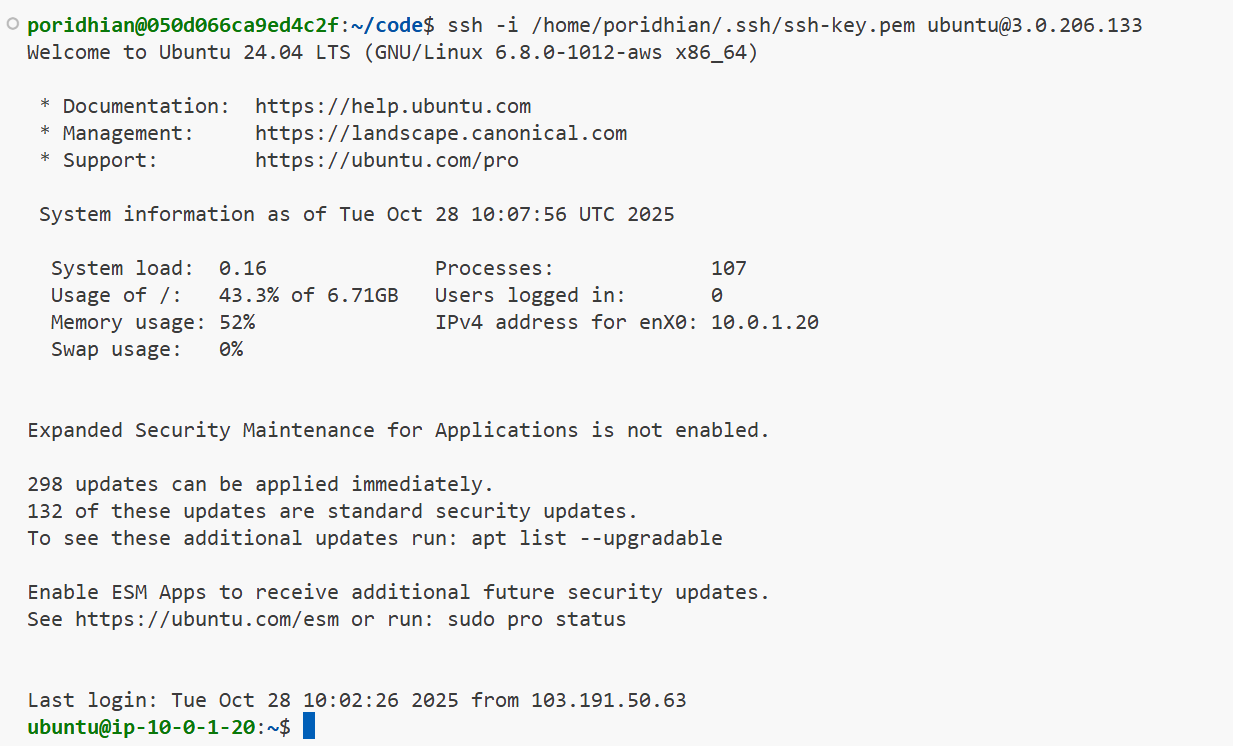 poridhian@050d066ca9ed4c2f:~/code$ ssh -i /home/poridhian/.ssh/ssh-key.pem ubuntu@3.0.206.133
Welcome to Ubuntu 24.04 LTS (GNU/Linux 6.8.0-1012-aws x86_64)

 * Documentation:  https://help.ubuntu.com
 * Management:     https://landscape.canonical.com
 * Support:        https://ubuntu.com/pro

 System information as of Tue Oct 28 10:07:56 UTC 2025

  System load:  0.16              Processes:             107
  Usage of /:   43.3% of 6.71GB   Users logged in:       0
  Memory usage: 52%               IPv4 address for enX0: 10.0.1.20
  Swap usage:   0%


Expanded Security Maintenance for Applications is not enabled.

298 updates can be applied immediately.
132 of these updates are standard security updates.
To see these additional updates run: apt list --upgradable

Enable ESM Apps to receive additional future security updates.
See https://ubuntu.com/esm or run: sudo pro status


Last login: Tue Oct 28 10:02:26 2025 from 103.191.50.63
ubuntu@ip-10-0-1-20:~$